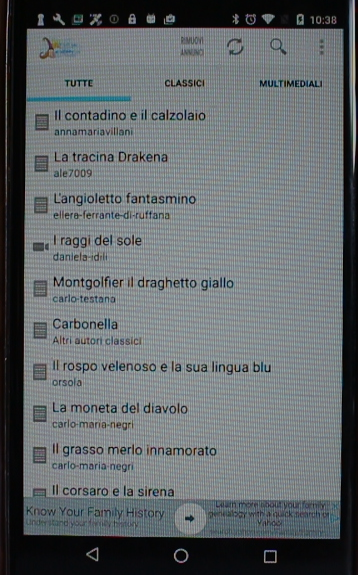 10:38
RIMUOVI
ANNUNCI
TUTTE
CLASSICI
MULTIMEDIALI
Il contadino e il calzolaio
annamariavillani
La tracina Drakena
ale7009
L'angioletto fantasmino
ellera-ferrante-di-ruffana
I raggi del sole
daniela-idili
Montgolfier il draghetto giallo
carlo-testana
Carbonella
Altri autori classici
Il rospo velenoso e la sua lingua blu
orsola
La moneta del diavolo
carlo-maria-negri
Il grasso merlo innamorato
carlo-maria-negri
Il corsaro e la sirena
Know Your Family History
Understand your family history
Learn more about your family
genealogy with a quick search on
Yahoo!